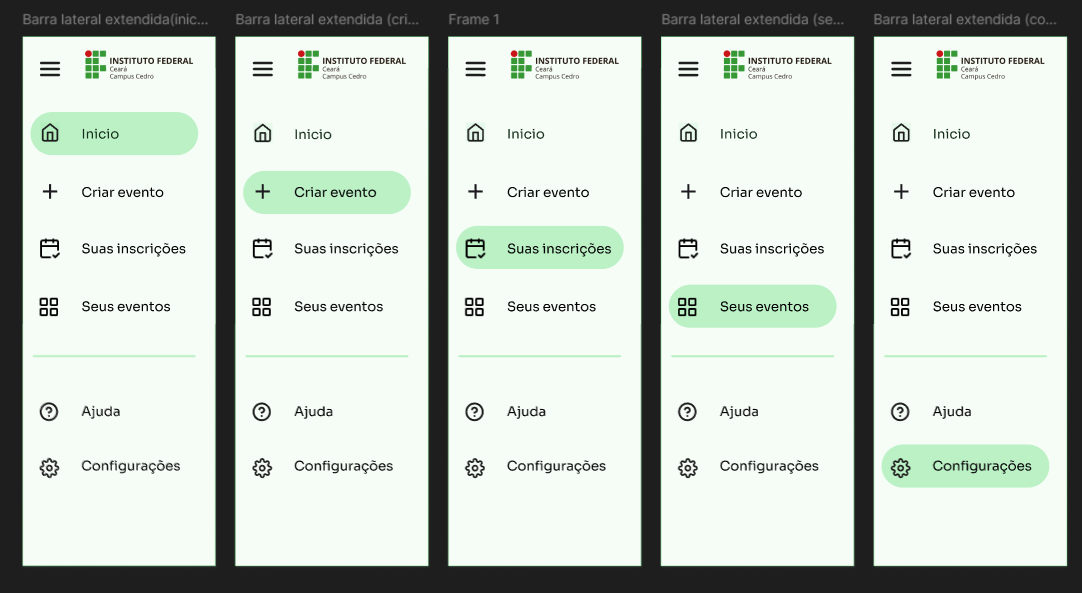 Barra lateral extendida(inic...
INSTITUTO FEDERAL
Ceará
Campus Cedro
Inicio
Criar evento
Suas inscrições
Seus eventos
Ajuda
Configurações
Barra lateral extendida (cri...
INSTITUTO FEDERAL
Ceará
Campus Cedro
Inicio
Criar evento
Suas inscrições
Seus eventos
Ajuda
Configurações
Frame 1
INSTITUTO FEDERAL
Ceará
Campus Cedro
Inicio
Criar evento
Suas inscrições
Seus eventos
Ajuda
Configurações
Barra lateral extendida (se...
INSTITUTO FEDERAL
Ceará
Campus Cedro
Inicio
Criar evento
Suas inscrições
Seus eventos
Ajuda
Configurações
Barra lateral extendida (co...
INSTITUTO FEDERAL
Ceará
Campus Cedro
Inicio
Criar evento
Suas inscrições
Seus eventos
Ajuda
Configurações